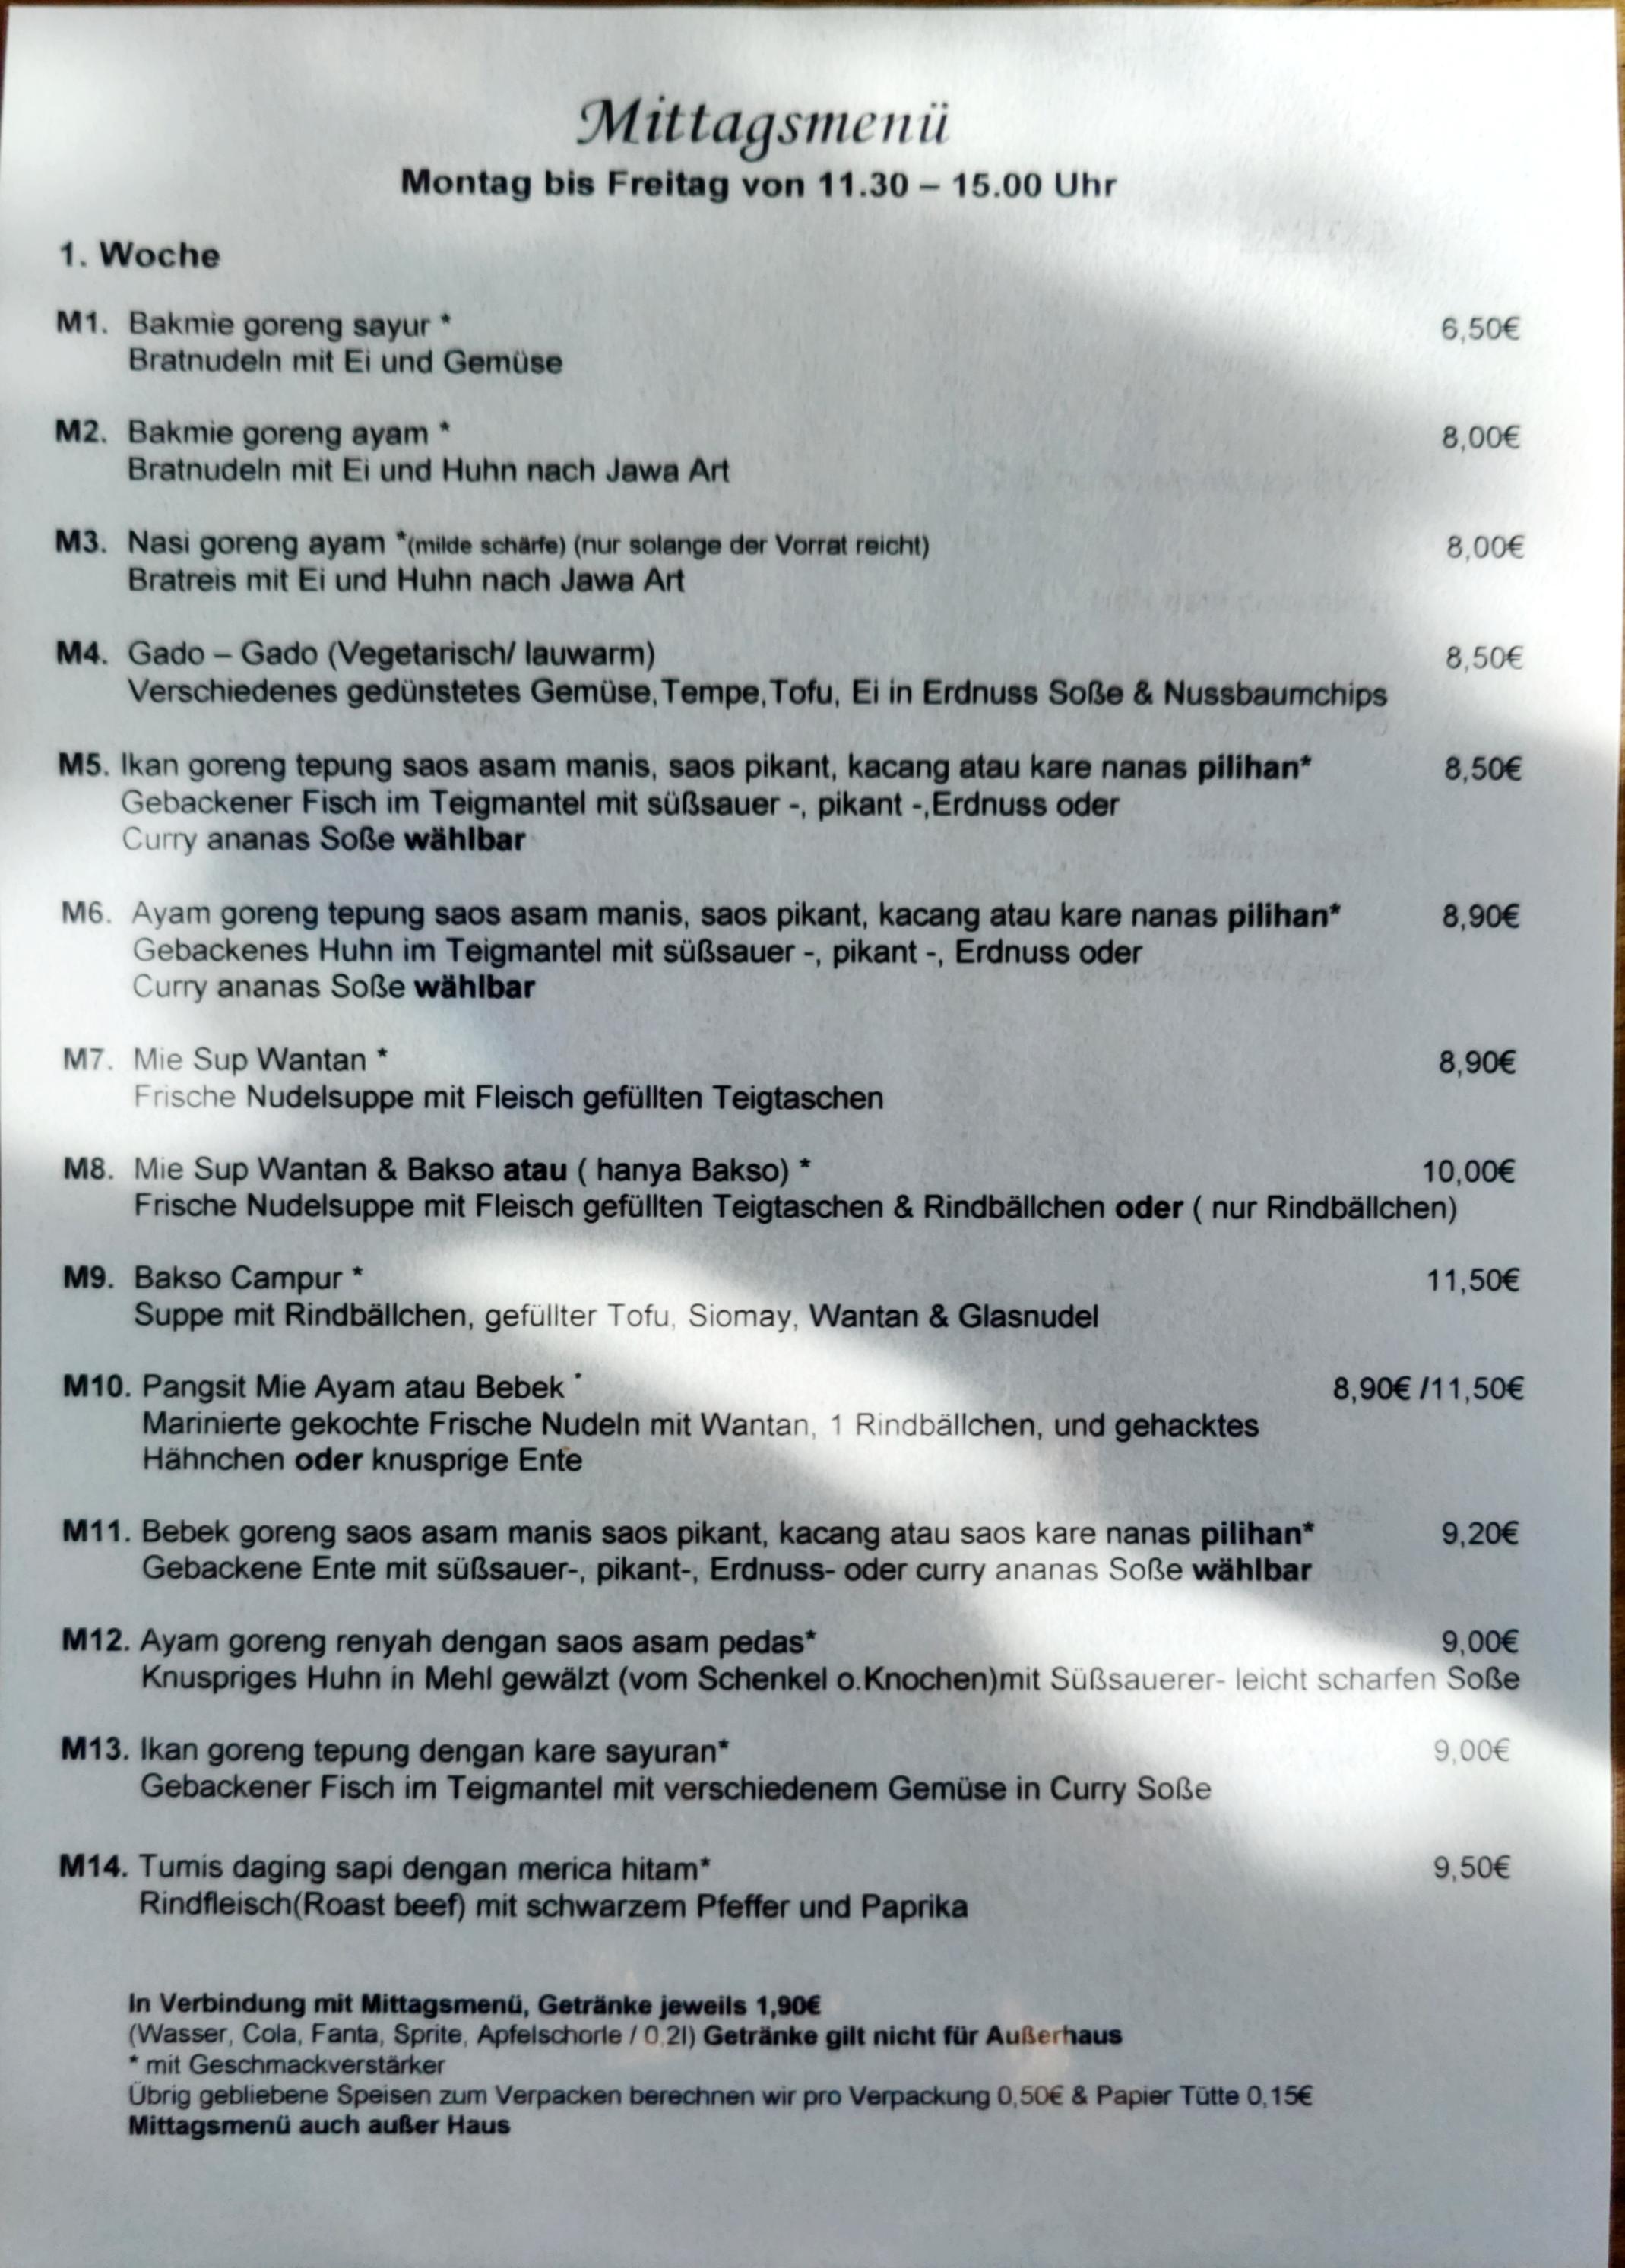 Mittagsmenü
Montag bis Freitag von 11.30 – 15.00 Uhr
1. Woche
M1. Bakmie goreng sayur * 6,50€
Bratnudeln mit Ei und Gemüse
M2. Bakmie goreng ayam * 8,00€
Bratnudeln mit Ei und Huhn nach Jawa Art
M3. Nasi goreng ayam *(milde schärfe) (nur solange der Vorrat reicht) 8,00€
Bratreis mit Ei und Huhn nach Jawa Art
M4. Gado – Gado (Vegetarisch/ lauwarm) 8,50€
Verschiedenes gedünstetes Gemüse, Tempe, Tofu, Ei in Erdnuss Soße & Nussbaumchips
M5. Ikan goreng tepung saos asam manis, saos pikant, kacang atau kare nanas pilihan* 8,50€
Gebackener Fisch im Teigmantel mit süßsauer -, pikant -,Erdnuss oder
Curry ananas Soße wählbar
M6. Ayam goreng tepung saos asam manis, saos pikant, kacang atau kare nanas pilihan* 8,90€
Gebackenes Huhn im Teigmantel mit süßsauer -, pikant -, Erdnuss oder
Curry ananas Soße wählbar
M7. Mie Sup Wantan * 8,90€
Frische Nudelsuppe mit Fleisch gefüllten Teigtaschen
M8. Mie Sup Wantan & Bakso atau ( hanya Bakso) * 10,00€
Frische Nudelsuppe mit Fleisch gefüllten Teigtaschen & Rindbällchen oder ( nur Rindbällchen)
M9. Bakso Campur * 11,50€
Suppe mit Rindbällchen, gefüllter Tofu, Siomay, Wantan & Glasnudel
M10. Pangsit Mie Ayam atau Bebek * 8,90€ /11,50€
Marinierte gekochte Frische Nudeln mit Wantan, 1 Rindbällchen, und gehacktes
Hähnchen oder knusprige Ente
M11. Bebek goreng saos asam manis saos pikant, kacang atau saos kare nanas pilihan* 9,20€
Gebackene Ente mit süßsauer-, pikant-, Erdnuss- oder curry ananas Soße wählbar
M12. Ayam goreng renyah dengan saos asam pedas* 9,00€
Knuspriges Huhn in Mehl gewälzt (vom Schenkel o.Knochen)mit Süßsauerer- leicht scharfen Soße
M13. Ikan goreng tepung dengan kare sayuran* 9,00€
Gebackener Fisch im Teigmantel mit verschiedenem Gemüse in Curry Soße
M14. Tumis daging sapi dengan merica hitam* 9,50€
Rindfleisch(Roast beef) mit schwarzem Pfeffer und Paprika
In Verbindung mit Mittagsmenü, Getränke jeweils 1,90€
(Wasser, Cola, Fanta, Sprite, Apfelschorle / 0,2l) Getränke gilt nicht für Außerhaus
* mit Geschmackverstärker
Übrig gebliebene Speisen zum Verpacken berechnen wir pro Verpackung 0,50€ & Papier Tütte 0,15€
Mittagsmenü auch außer Haus